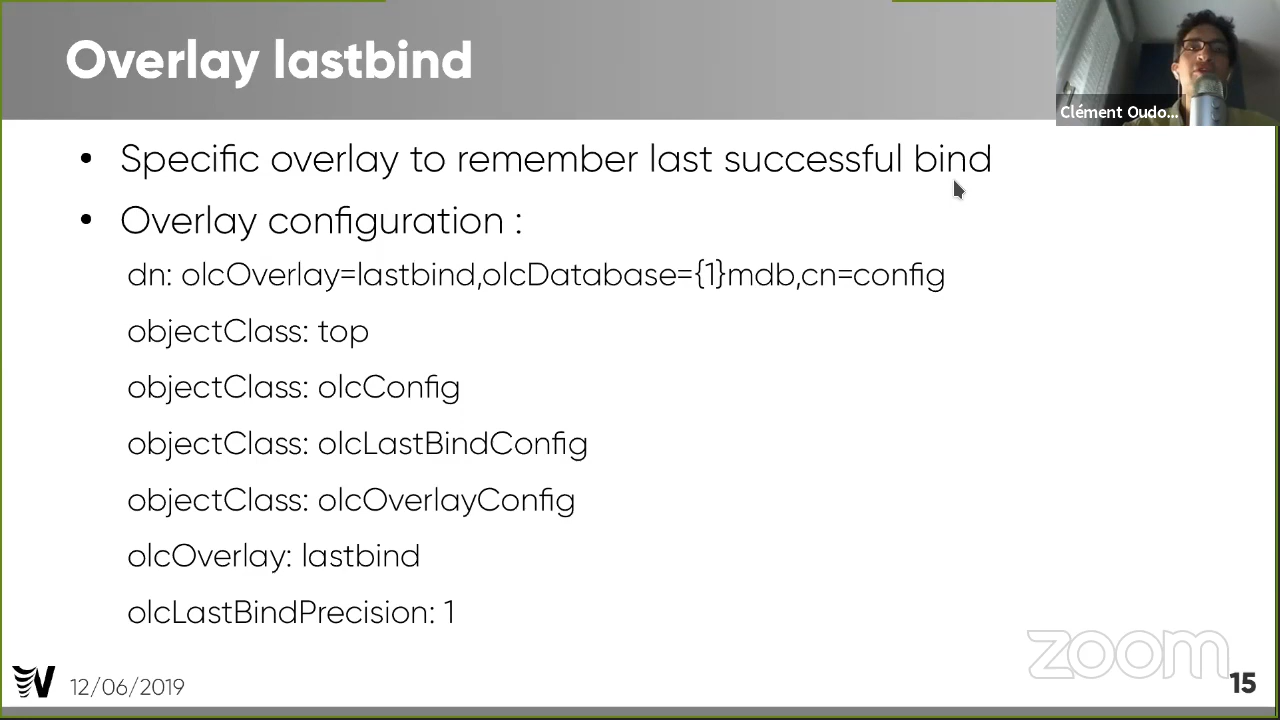 Overlay lastbind
Clément Oudo...
• Specific overlay to remember last successful bind
• Overlay configuration :
dn: olcOverlay=lastbind,olcDatabase={1}mdb,cn=config
objectClass: top
objectClass: olcConfig
objectClass: olcLastBindConfig
objectClass: olcOverlayConfig
olcOverlay: lastbind
olcLastBindPrecision: 1
zoom
12/06/2019
15